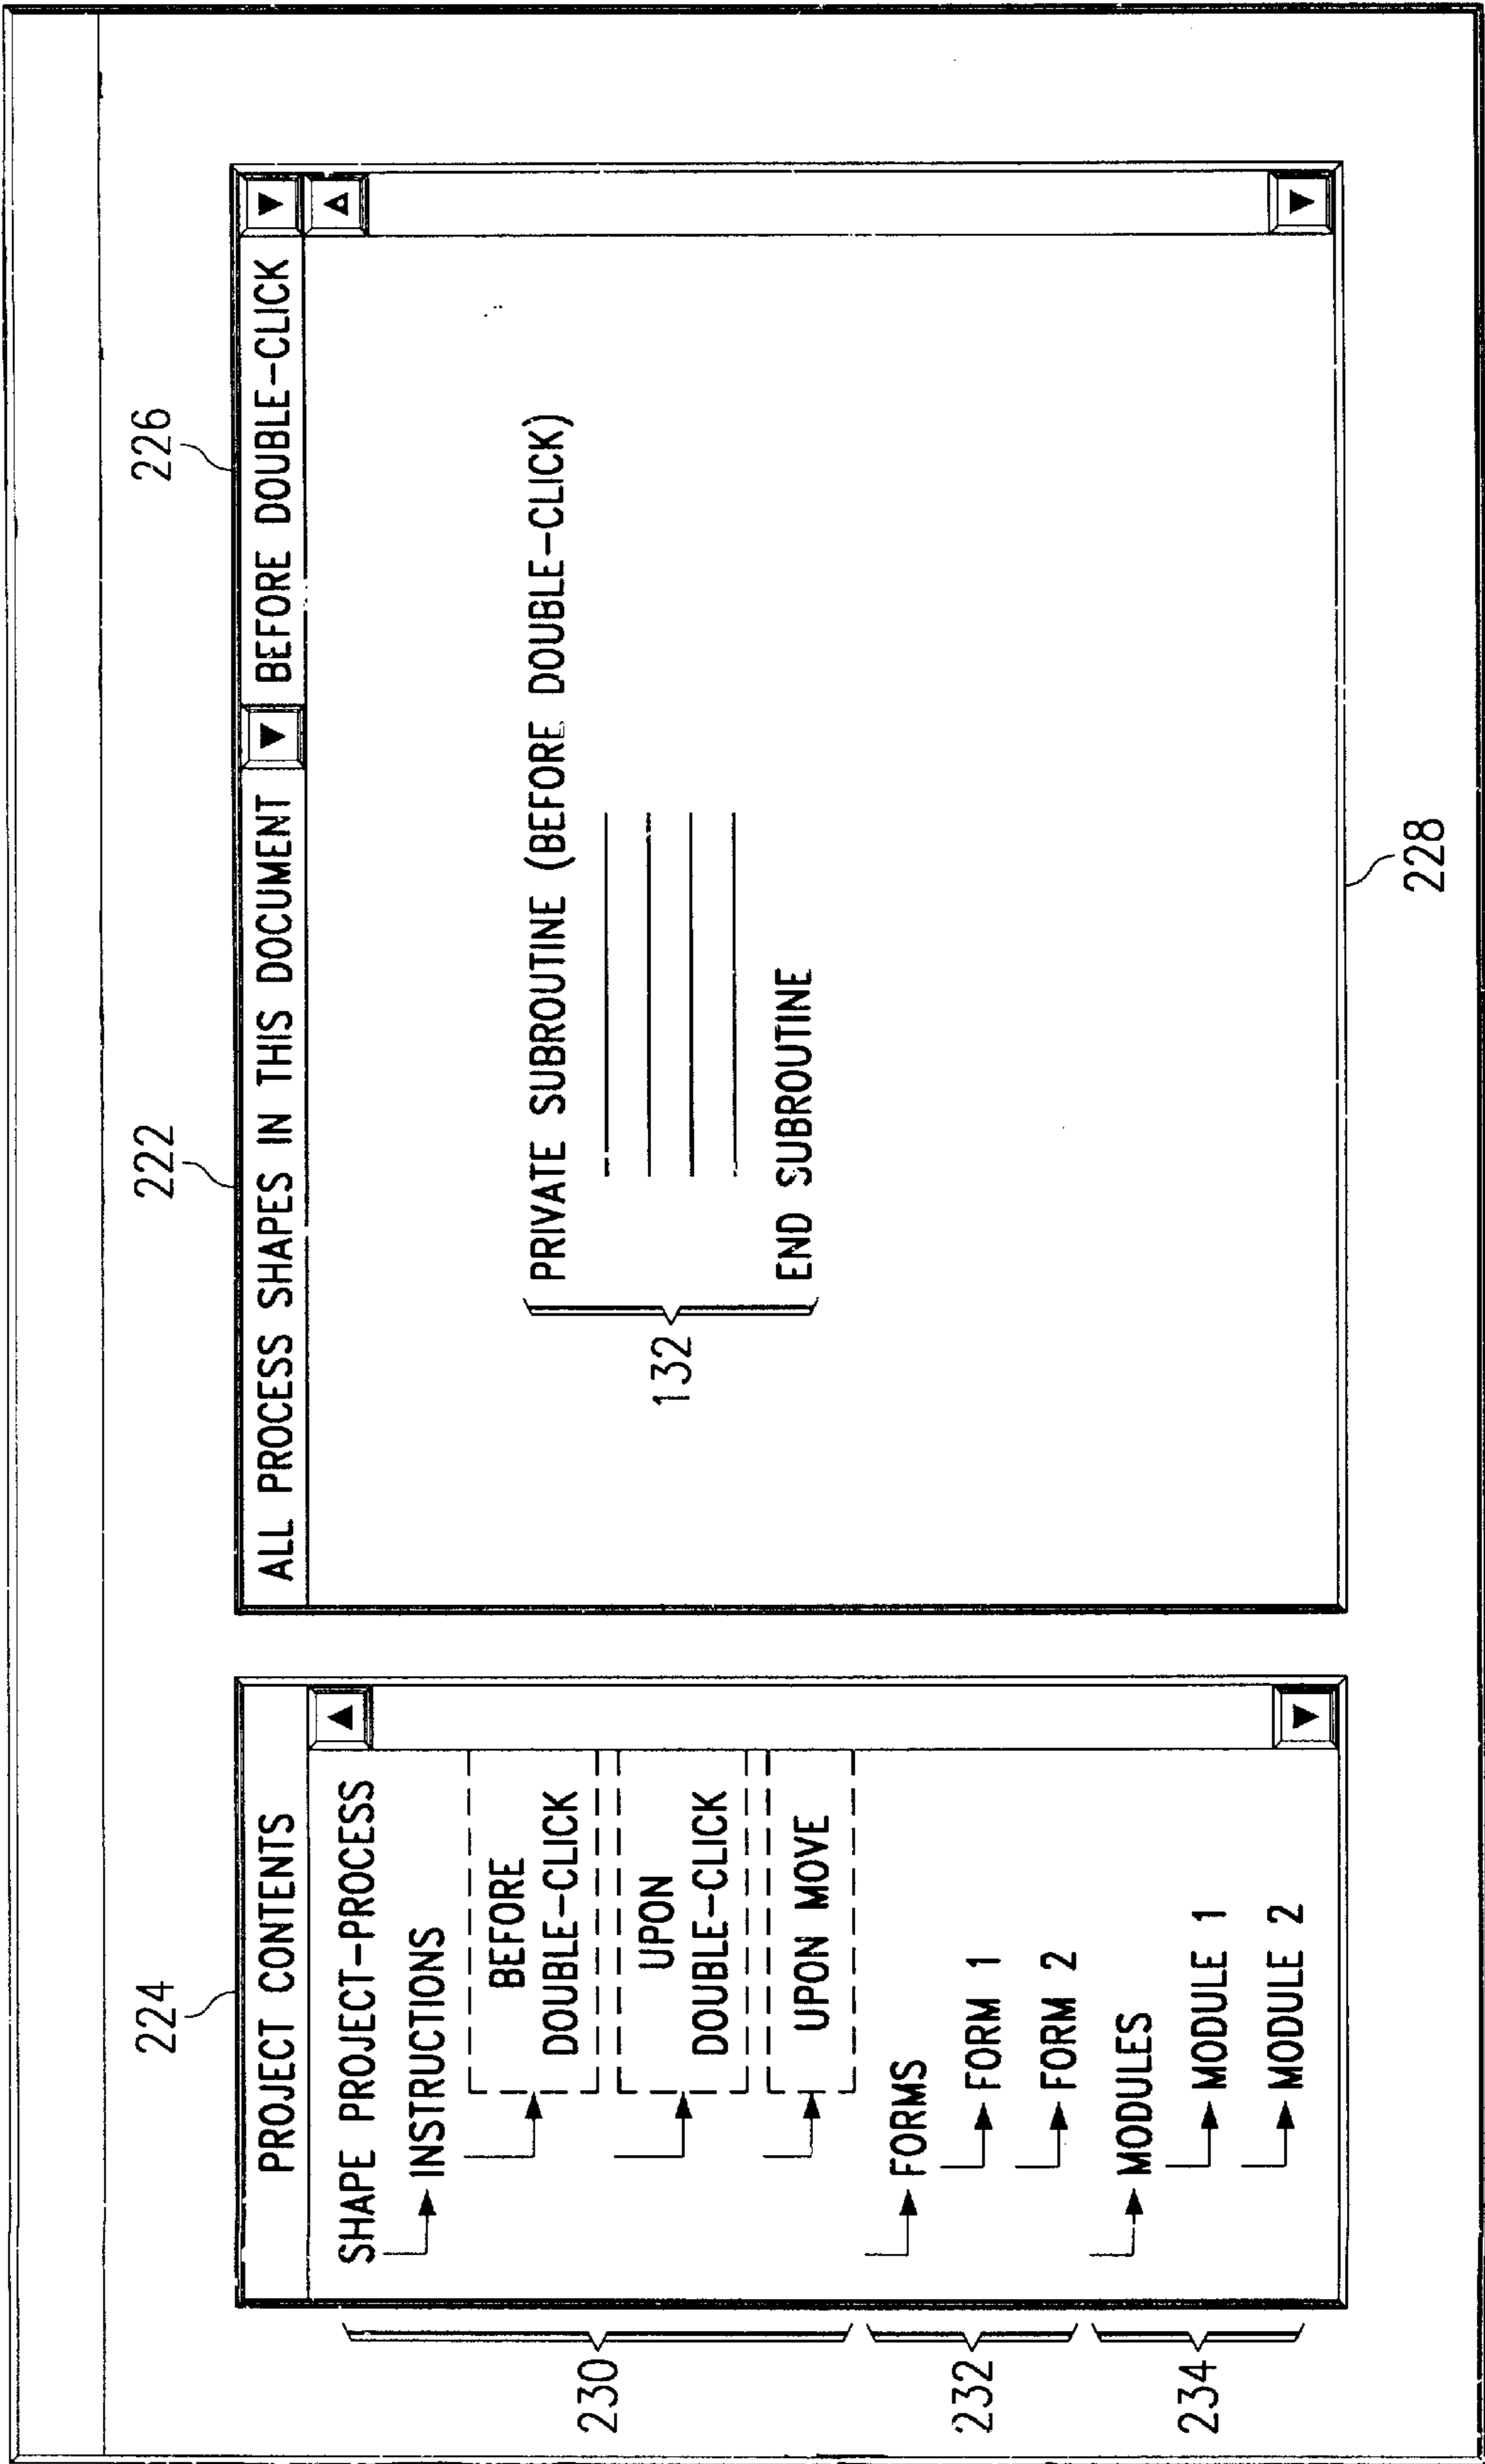 224
222
226
PROJECT CONTENTS
SHAPE PROJECT-PROCESS
INSTRUCTIONS
BEFORE
DOUBLE-CLICK
UPON
DOUBLE-CLICK
UPON MOVE
FORMS
FORM 1
FORM 2
MODULES
MODULE 1
MODULE 2
230
232
234
ALL PROCESS SHAPES IN THIS DOCUMENT
BEFORE DOUBLE-CLICK
PRIVATE SUBROUTINE (BEFORE DOUBLE-CLICK)
132
END SUBROUTINE
228